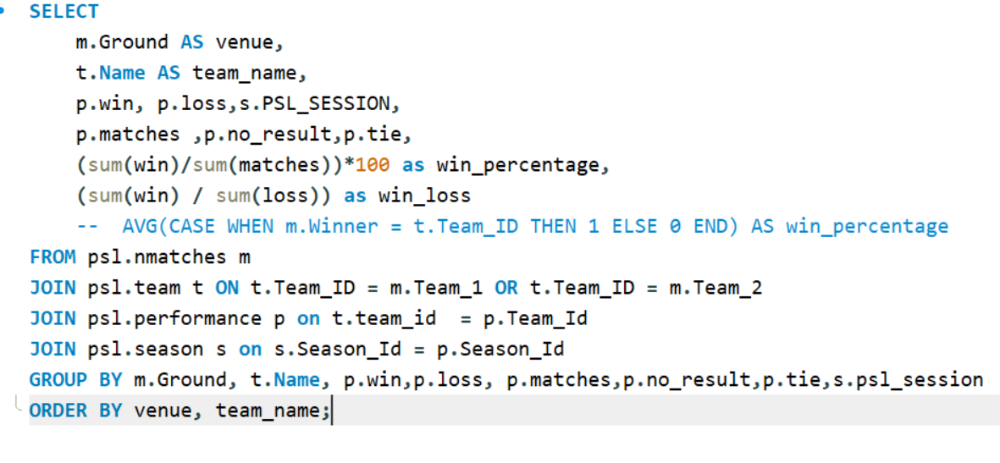 SELECT
m.Ground AS venue,
t.Name AS team_name,
p.win, p.loss,s.PSL_SESSION,
p.matches ,p.no_result,p.tie,
(sum(win)/sum(matches))*100 as win_percentage,
(sum(win) / sum(loss)) as win_loss
-- AVG(CASE WHEN m.Winner = t.Team_ID THEN 1 ELSE 0 END) AS win_percentage
FROM psl.nmatches m
JOIN psl.team t ON t.Team_ID = m.Team_1 OR t.Team_ID = m.Team_2
JOIN psl.performance p on t.team_id  = p.Team_Id
JOIN psl.season s on s.Season_Id = p.Season_Id
GROUP BY m.Ground, t.Name, p.win,p.loss, p.matches,p.no_result,p.tie,s.psl_session
ORDER BY venue, team_name;